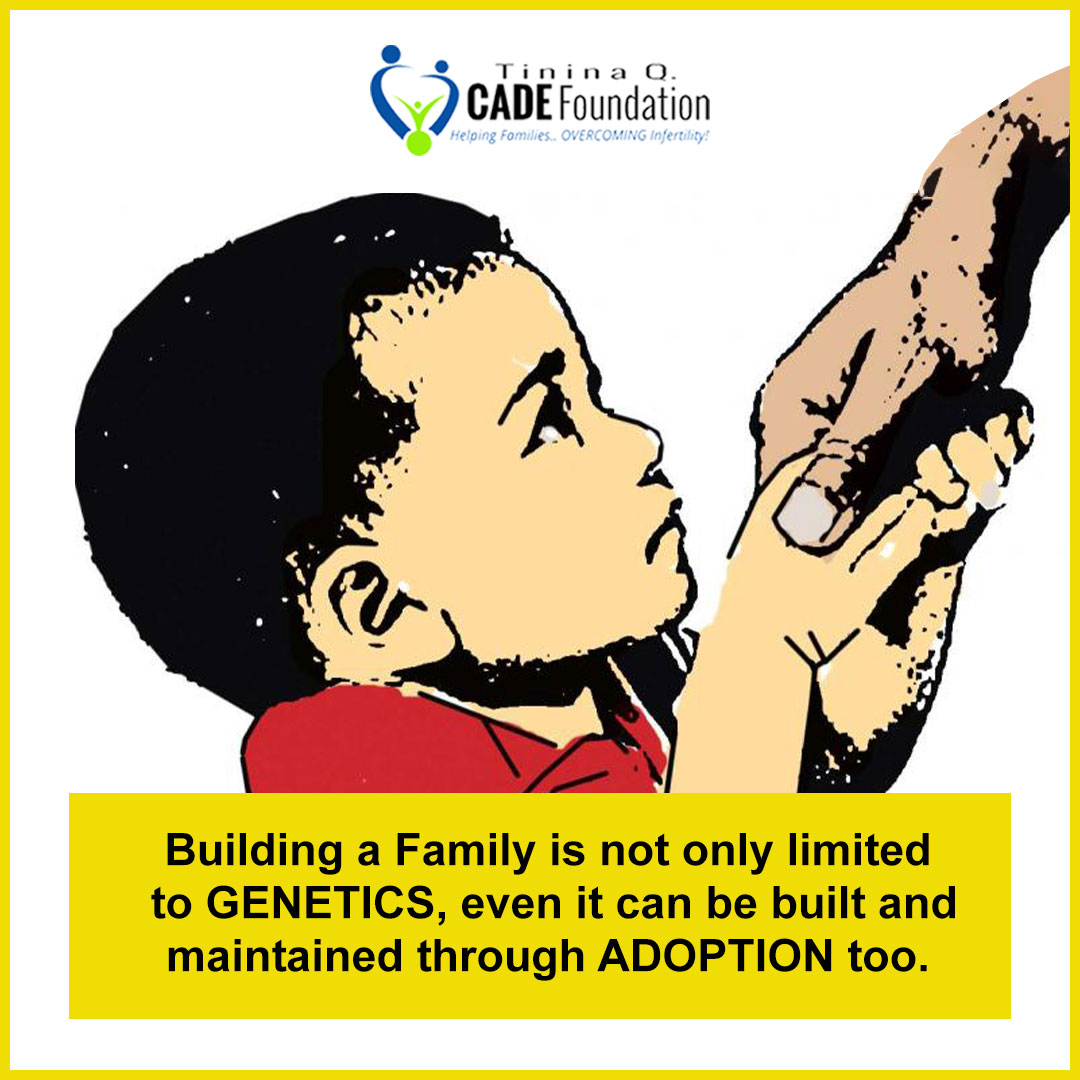 Tinina Q.
CADE Foundation
Helping Families.. OVERCOMING Infertility!
Building a Family is not only limited
to GENETICS, even it can be built and
maintained through ADOPTION too.